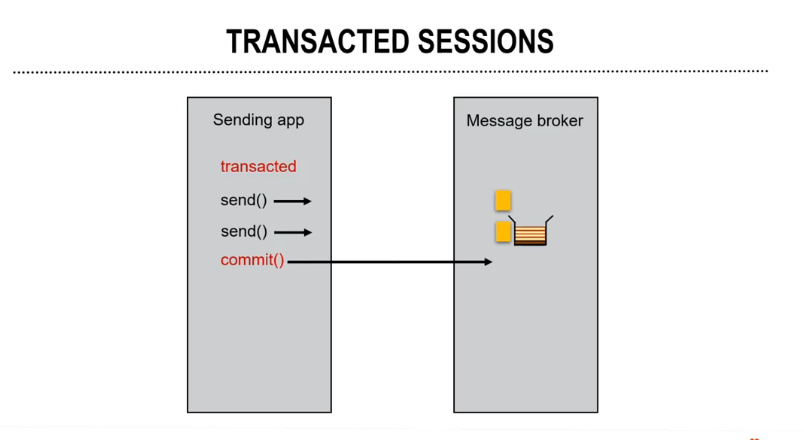 TRANSACTED SESSIONS
Sending app
transacted
send()
send()
commit()
Message broker